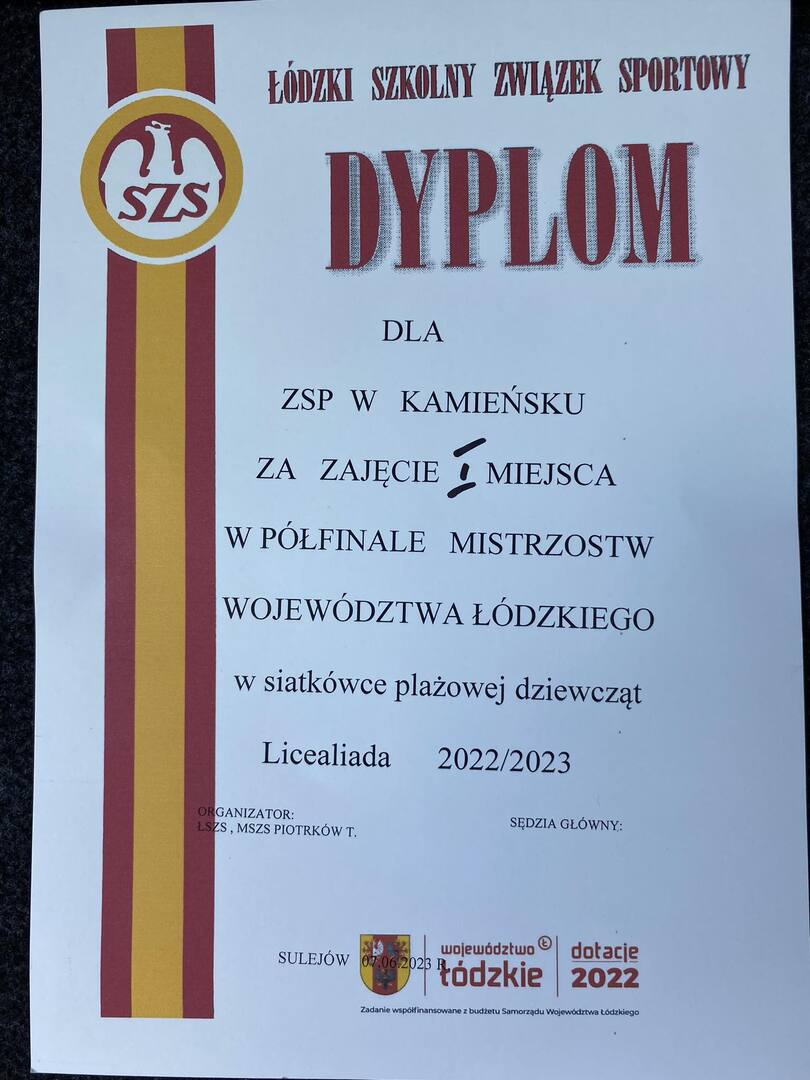 ŁÓDZKI SZKOLNY ZWIĄZEK SPORTOWY
SZS
DYPLOM
DLA
ZSP W KAMIEŃSKU
ZA ZAJĘCIE I MIEJSCA
W PÓŁFINALE MISTRZOSTW
WOJEWÓDZTWA ŁÓDZKIEGO
w siatkówce plażowej dziewcząt
Licealiada 2022/2023
ORGANIZATOR:
ŁSZS , MSZS PIOTRKÓW T.
SĘDZIA GŁÓWNY:
SULEJÓW 07.06.2023 R
województwo Ł
łódzkie
dotacje
2022
Zadanie współfinansowane z budżetu Samorządu Województwa Łódzkiego